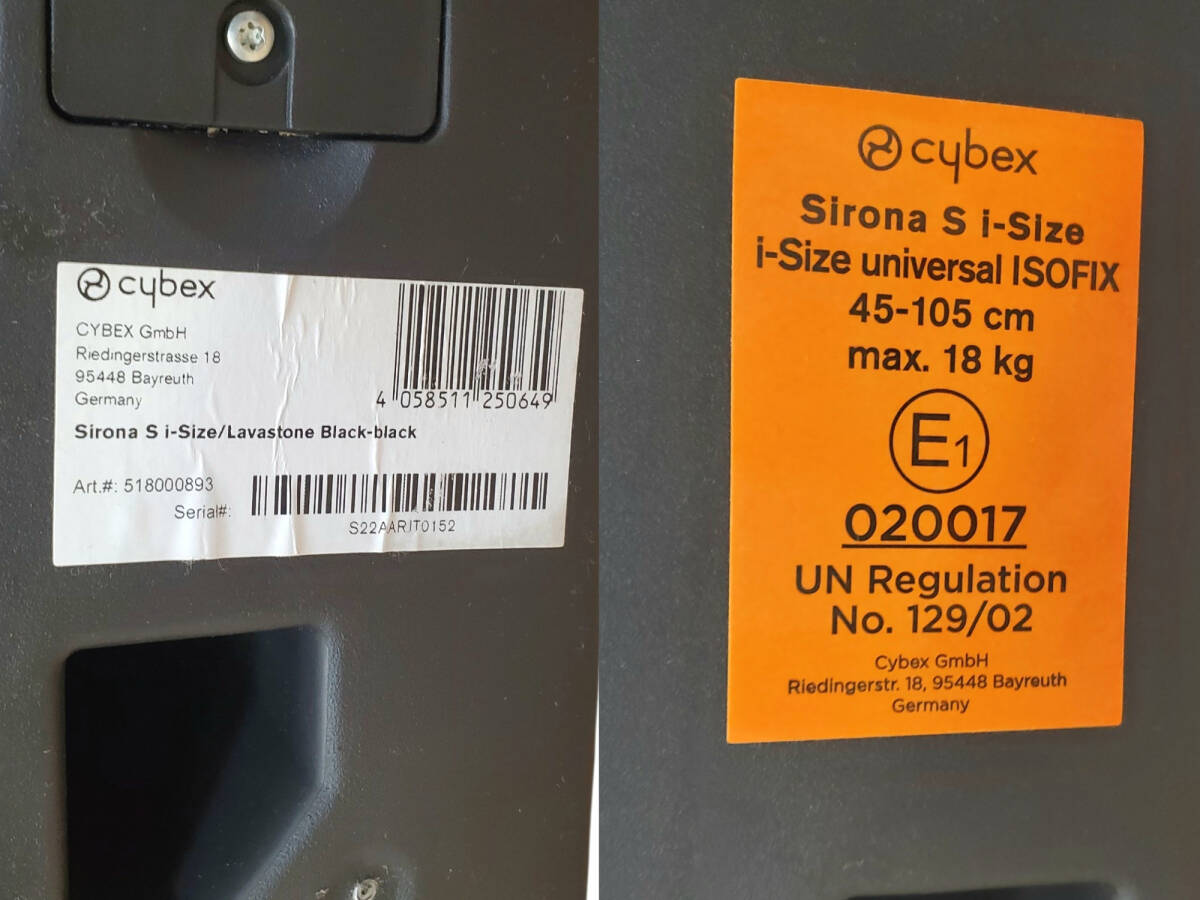 cybex
CYBEX GmbH
Riedingerstrasse 18
95448 Bayreuth
Germany
4 058511 250649
Sirona S i-Size/Lavastone Black-black
Art.#: 518000893
Serial#:
S22AARJT0152
cybex
Sirona S i-Size
i-Size universal ISOFIX
45-105 cm
max. 18 kg
E1
020017
UN Regulation
No. 129/02
Cybex GmbH
Riedingerstr. 18, 95448 Bayreuth
Germany